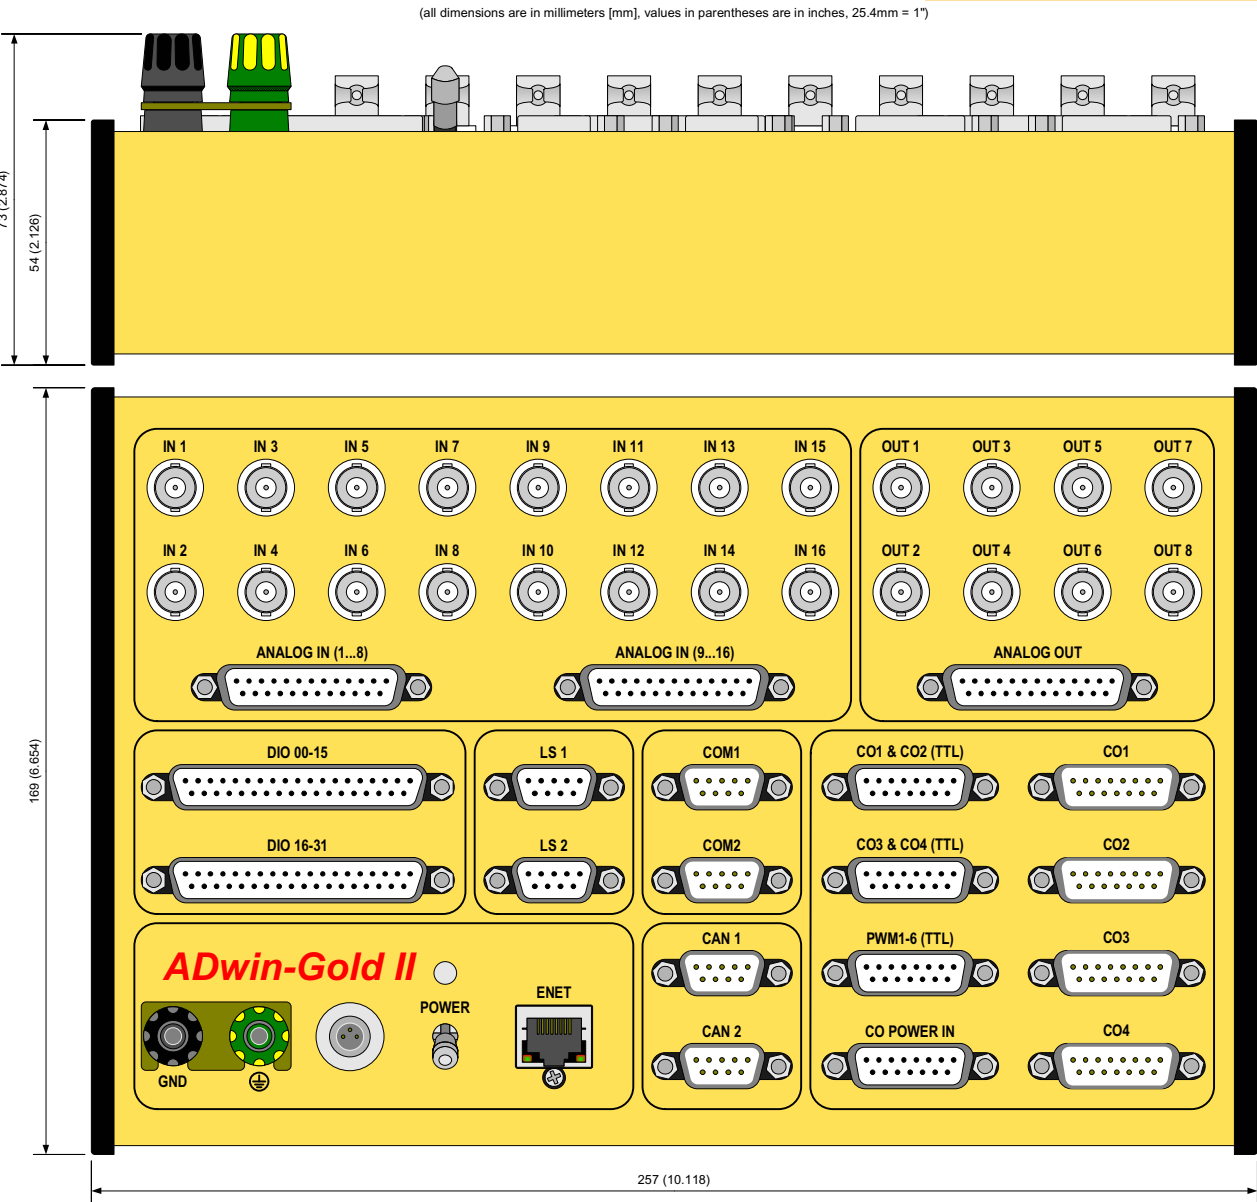 (all dimensions are in millimeters [mm], values in parentheses are in inches, 25.4mm = 1")
73 (2.874)
54 (2.126)
169 (6.654)
IN 1 IN 3 IN 5 IN 7 IN 9 IN 11 IN 13 IN 15 OUT 1 OUT 3 OUT 5 OUT 7
IN 2 IN 4 IN 6 IN 8 IN 10 IN 12 IN 14 IN 16 OUT 2 OUT 4 OUT 6 OUT 8
ANALOG IN (1...8) ANALOG IN (9...16) ANALOG OUT
DIO 00-15 LS 1 COM1 CO1 & CO2 (TTL) CO1
DIO 16-31 LS 2 COM2 CO3 & CO4 (TTL) CO2
CAN 1 PWM1-6 (TTL) CO3
ADwin-Gold II
ENET
POWER
CAN 2 CO POWER IN CO4
GND
257 (10.118)